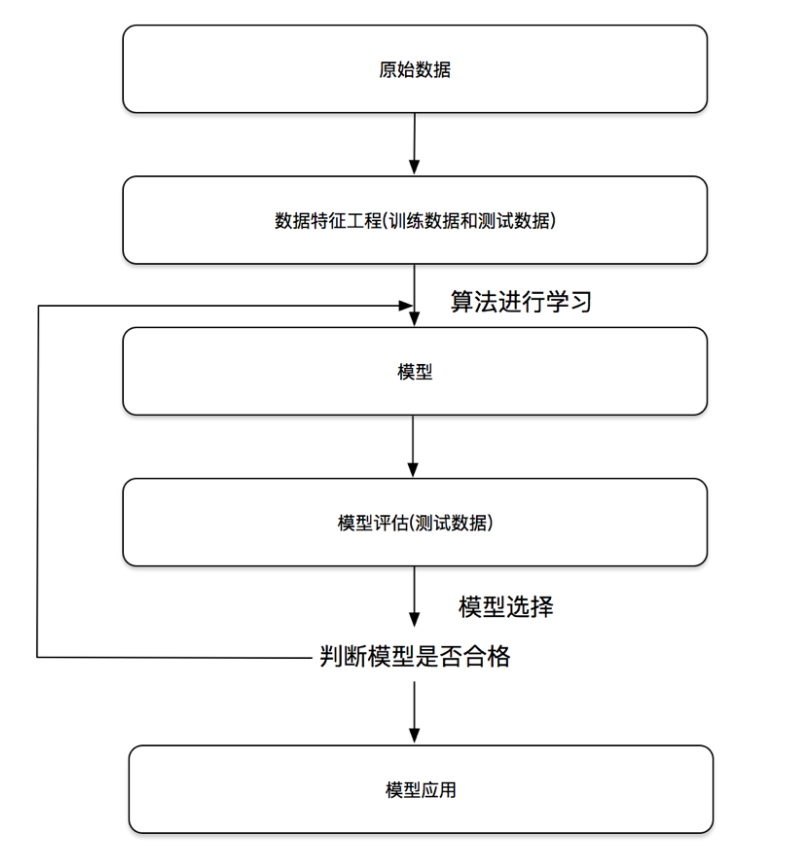 原始数据
数据特征工程(训练数据和测试数据)
算法进行学习
模型
模型评估(测试数据)
模型选择
判断模型是否合格
模型应用